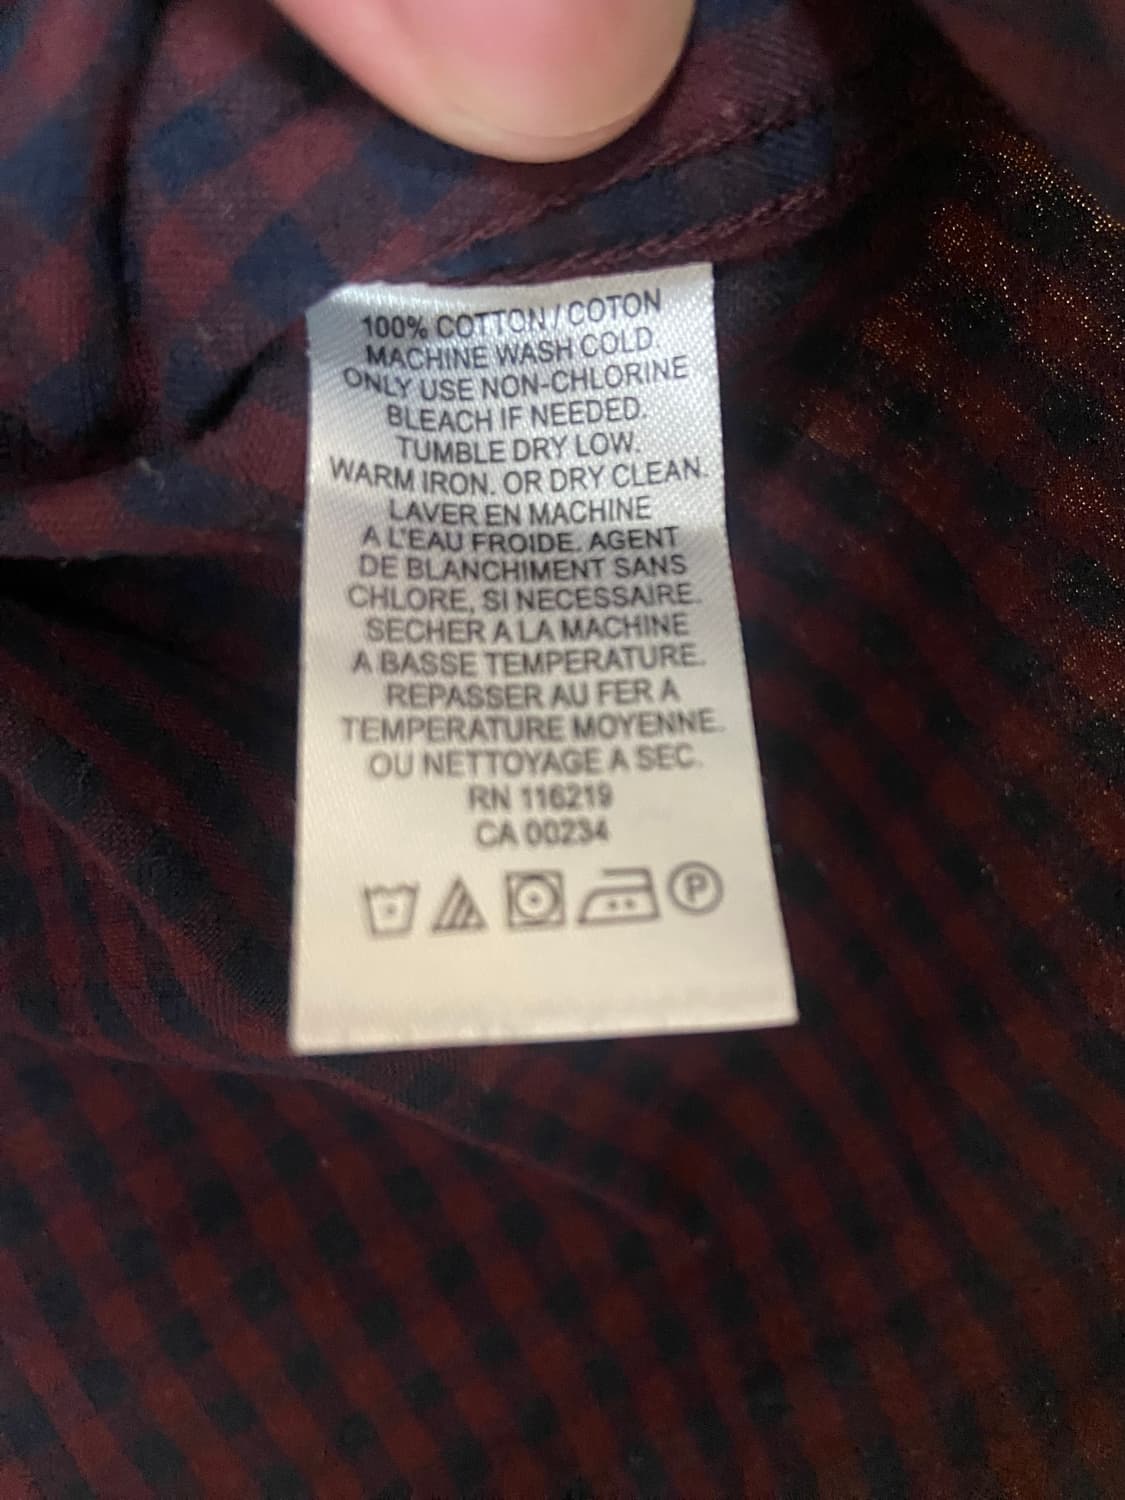 100% COTTON / COTON
MACHINE WASH COLD.
ONLY USE NON-CHLORINE
BLEACH IF NEEDED.
TUMBLE DRY LOW.
WARM IRON. OR DRY CLEAN.
LAVER EN MACHINE
A L'EAU FROIDE. AGENT
DE BLANCHIMENT SANS
CHLORE, SI NECESSAIRE.
SECHER A LA MACHINE
A BASSE TEMPERATURE.
REPASSER AU FER A
TEMPERATURE MOYENNE.
OU NETTOYAGE A SEC.
RN 116219
CA 00234
P